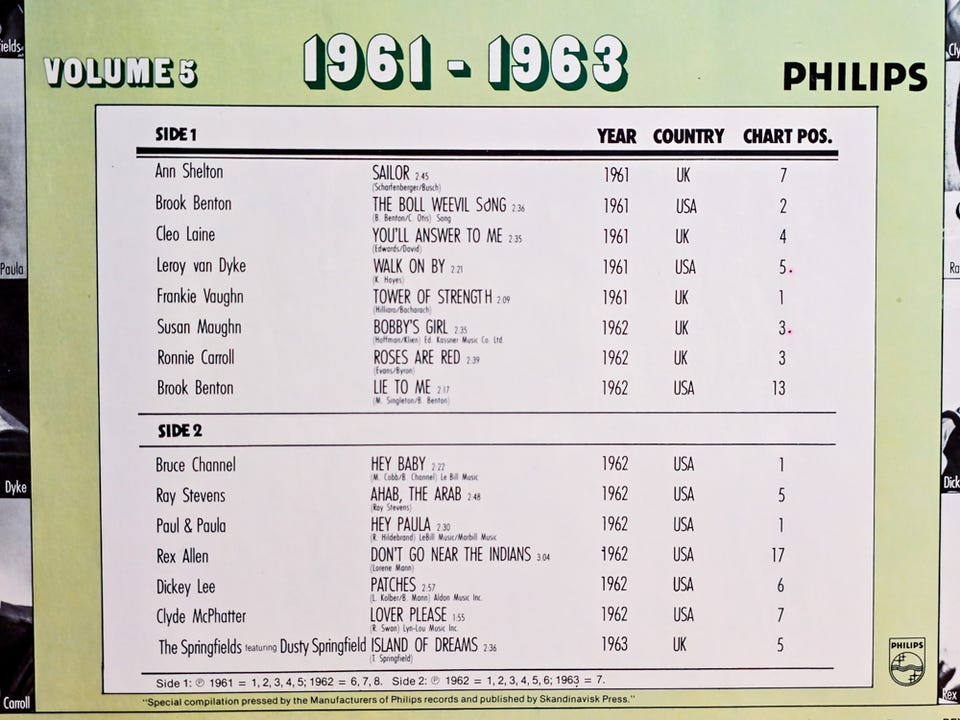 ields
Cly
VOLUME 5 1961 - 1963 PHILIPS
SIDE 1 YEAR COUNTRY CHART POS.
Ann Shelton SAILOR 2:45 1961 UK 7
(Scharfenberger/Busch)
Brook Benton THE BOLL WEEVIL SONG 2:36 1961 USA 2
(B. Benton/C. Otis) Song
Cleo Laine YOU'LL ANSWER TO ME 2:35 1961 UK 4
(Edwards/David)
Leroy van Dyke WALK ON BY 2:21 1961 USA 5
(K. Hayes)
Frankie Vaughn TOWER OF STRENGTH 2:09 1961 UK 1
(Hilliard/Bacharach)
Susan Maughn BOBBY'S GIRL 2:35 1962 UK 3
(Hoffman/Klien) Ed. Kassner Music Co. Ltd.
Ronnie Carroll ROSES ARE RED 2:39 1962 UK 3
(Evans/Byron)
Brook Benton LIE TO ME 2:17 1962 USA 13
(M. Singleton/B. Benton)
SIDE 2
Bruce Channel HEY BABY 2:22 1962 USA 1
(M. Cobb/B. Channel) Le Bill Music
Ray Stevens AHAB, THE ARAB 2:48 1962 USA 5
(Ray Stevens)
Paul & Paula HEY PAULA 2:30 1962 USA 1
(R. Hildebrand) LeBill Music/Marbill Music
Rex Allen DON'T GO NEAR THE INDIANS 3:04 1962 USA 17
(Lorene Mann)
Dickey Lee PATCHES 2:57 1962 USA 6
(L. Kolber/B. Mann) Aldon Music Inc.
Clyde McPhatter LOVER PLEASE 1:55 1962 USA 7
(R. Swan) Lyn-Lou Music Inc.
The Springfields featuring Dusty Springfield ISLAND OF DREAMS 2:36 1963 UK 5
(T. Springfield)
Side 1: ℗ 1961 = 1, 2, 3, 4, 5; 1962 = 6, 7, 8. Side 2: ℗ 1962 = 1, 2, 3, 4, 5, 6; 1963 = 7.
"Special compilation pressed by the Manufacturers of Philips records and published by Skandinavisk Press."
PHILIPS
Paula
Ra
Dyke
Dick
Carroll
Rex